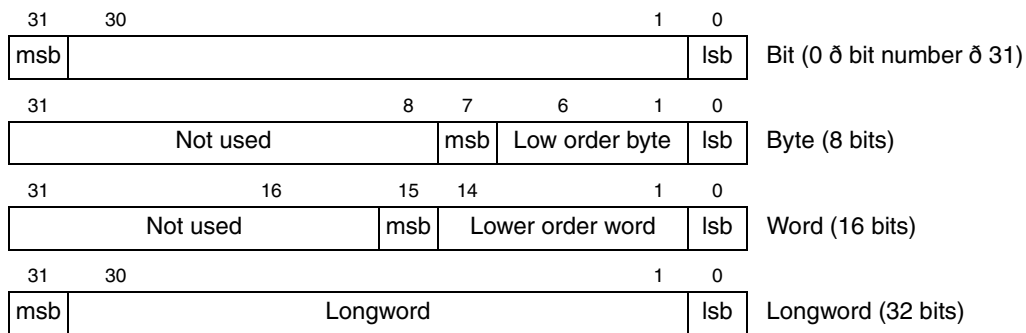 31 30 1 0
msb lsb Bit (0 ð bit number ð 31)
31 8 7 6 1 0
Not used msb Low order byte lsb Byte (8 bits)
31 16 15 14 1 0
Not used msb Lower order word lsb Word (16 bits)
31 30 1 0
msb Longword lsb Longword (32 bits)